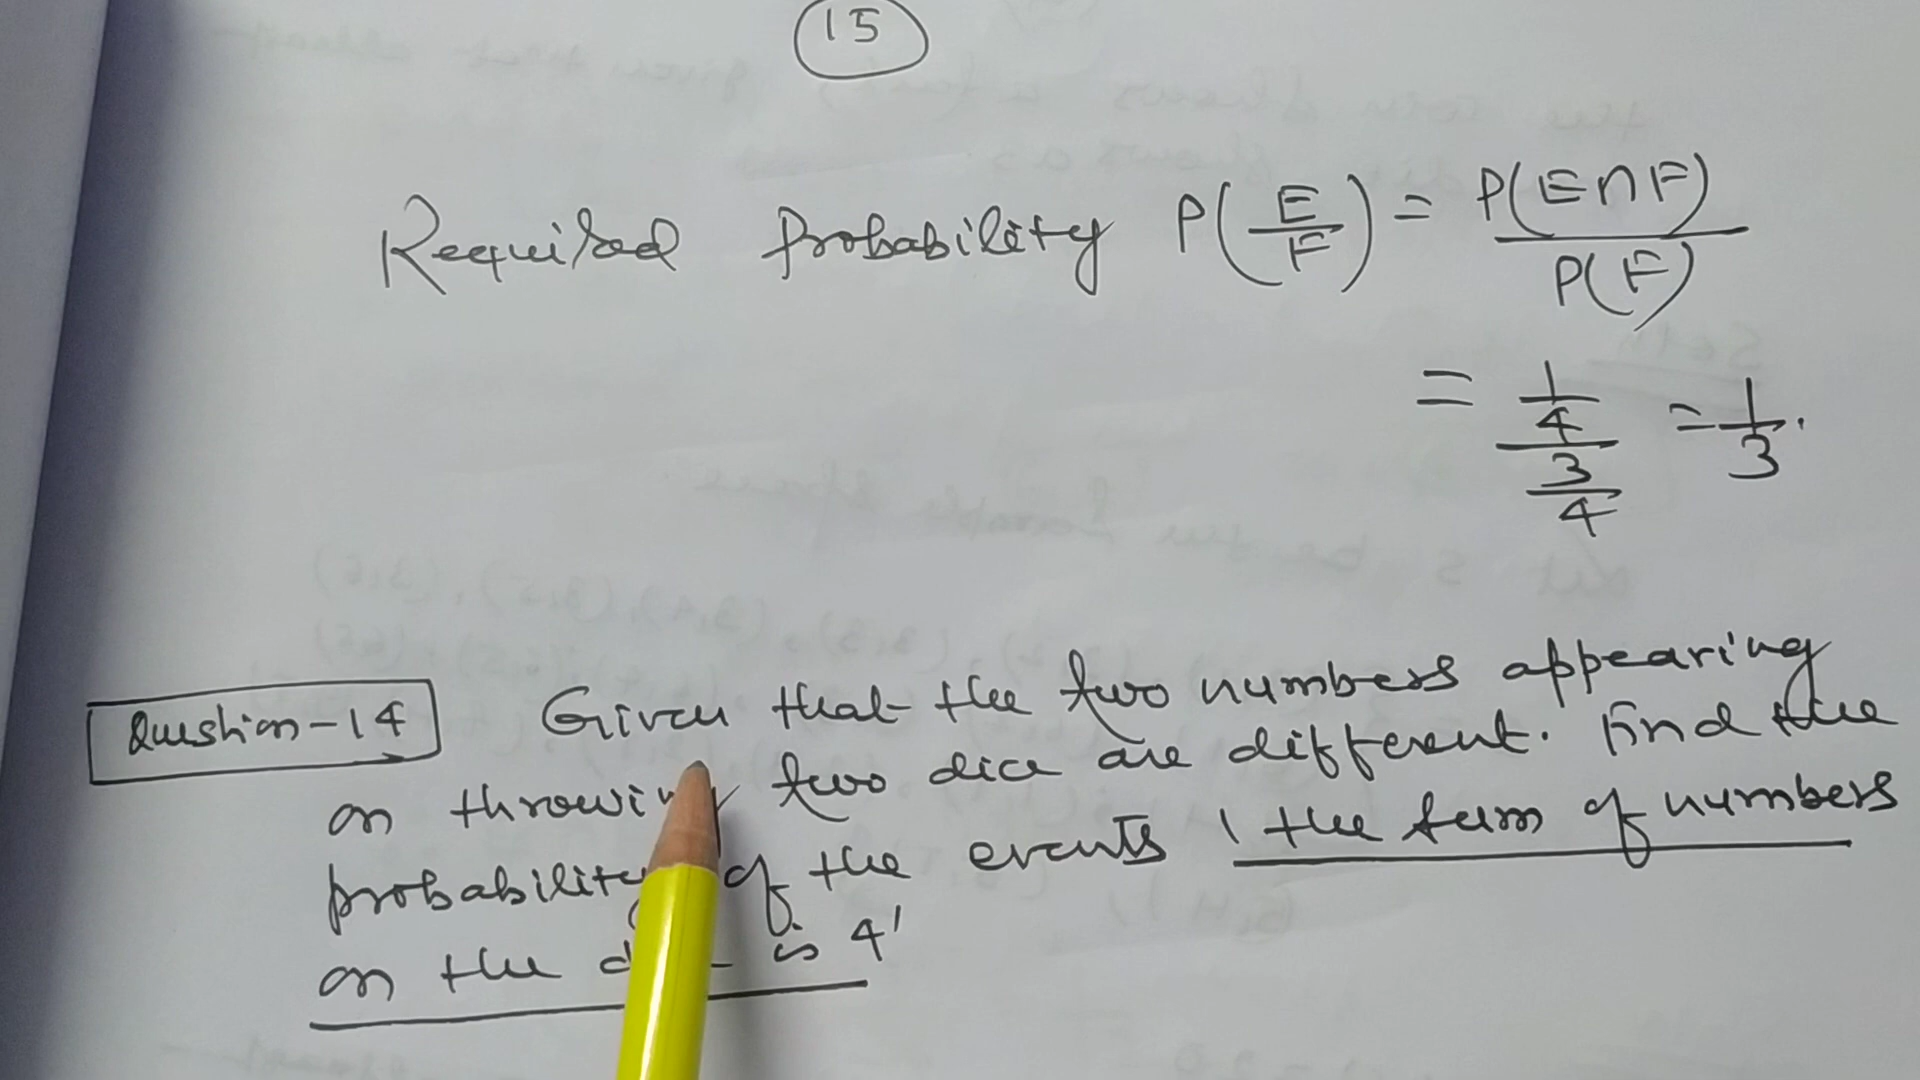 15
Required Probability P(E/F) = P(E∩F)/P(F)
= 1/4 / 3/4 = 1/3.
Question-14 Given that the two numbers appearing
on throwing two dice are different. Find the
probability of the events 'the sum of numbers
on the is 4'